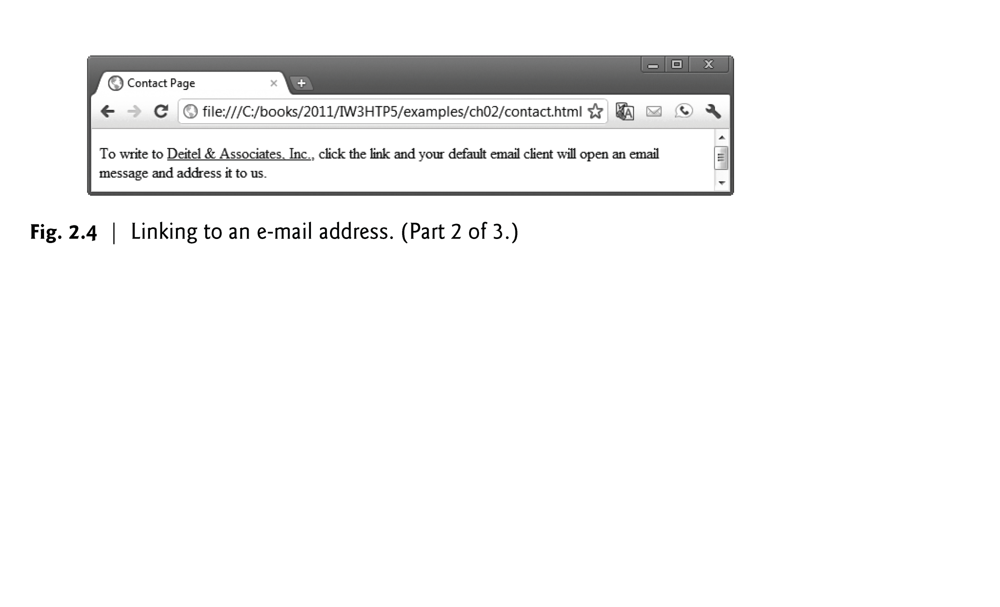 Contact Page
file:///C:/books/2011/IW3HTP5/examples/ch02/contact.html
To write to Deitel & Associates, Inc., click the link and your default email client will open an email
message and address it to us.
Fig. 2.4 | Linking to an e-mail address. (Part 2 of 3.)